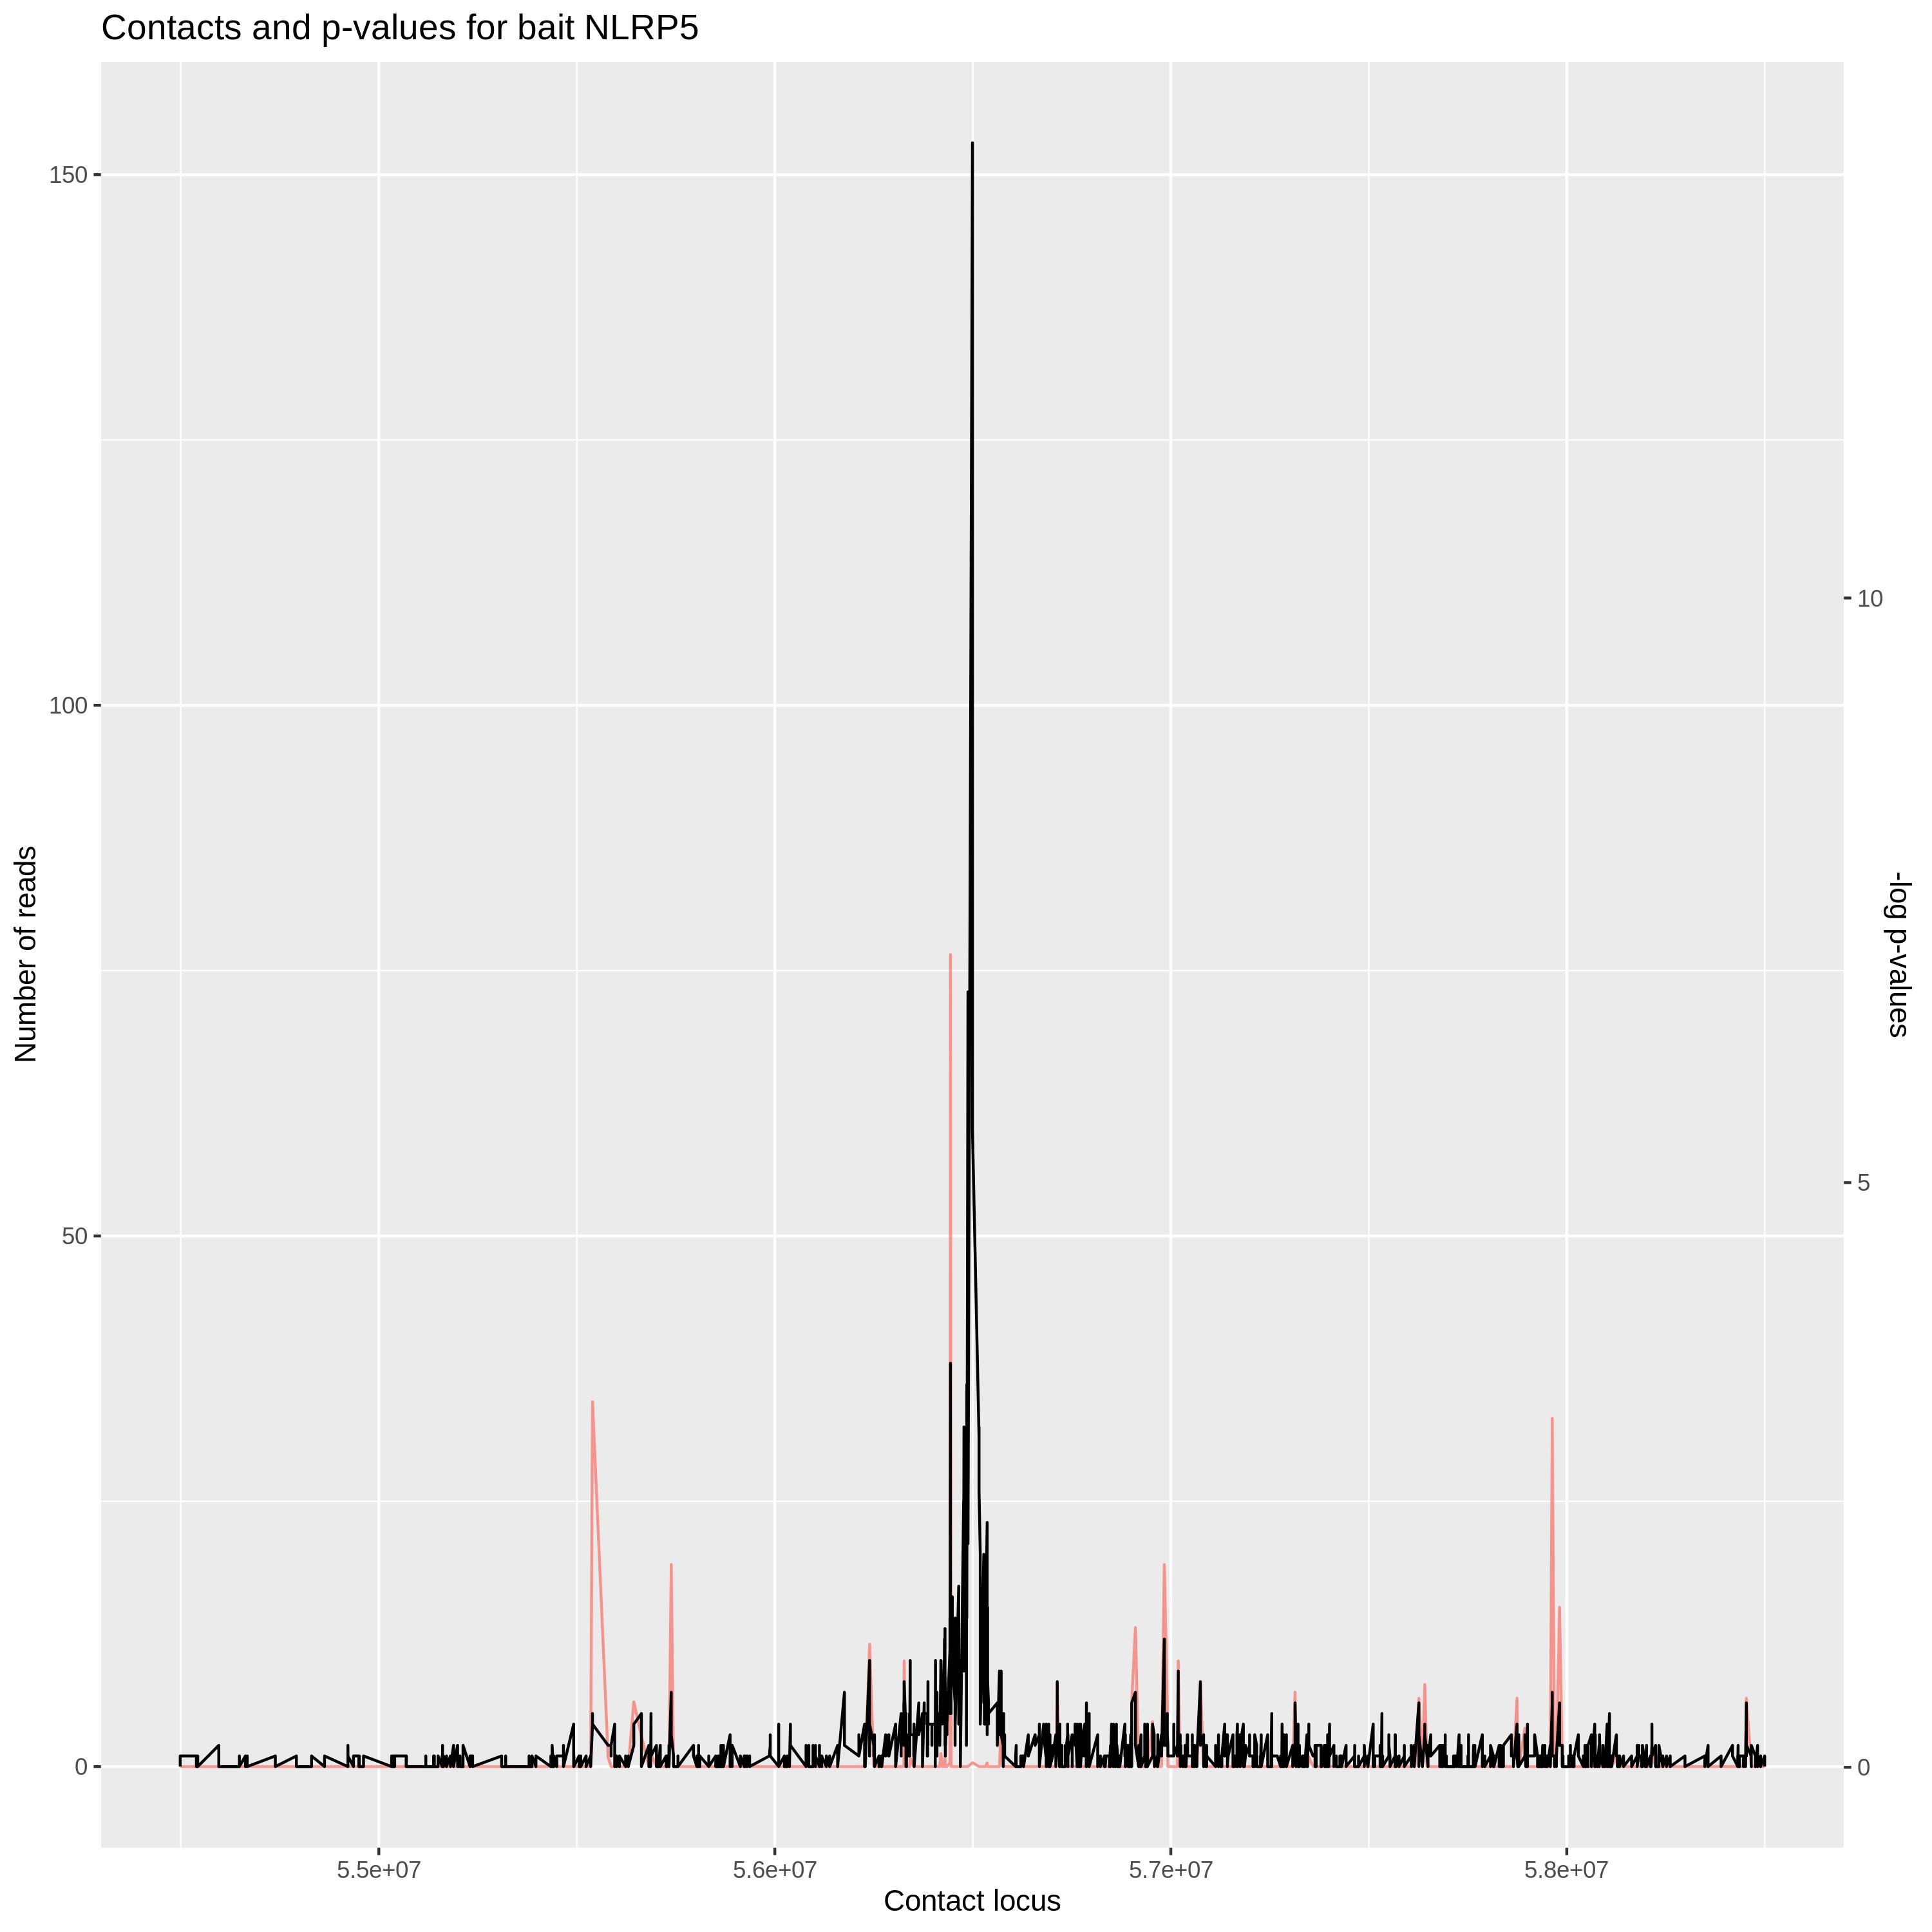 Contacts and p-values for bait NLRP5
150
100
50
0
Number of reads
10
5
0
-log p-values
5.5e+07
5.6e+07
5.7e+07
5.8e+07
Contact locus